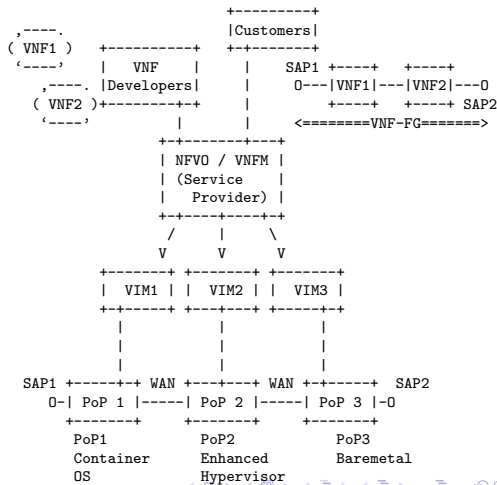 Customers
VNF1
VNF
SAP1
Developers
VNF1
VNF2
VNF2
SAP2
VNF-FG
NFVO / VNFM
(Service
Provider)
VIM1
VIM2
VIM3
SAP1
WAN
WAN
SAP2
PoP 1
PoP 2
PoP 3
PoP1
PoP2
PoP3
Container
Enhanced
Baremetal
OS
Hypervisor